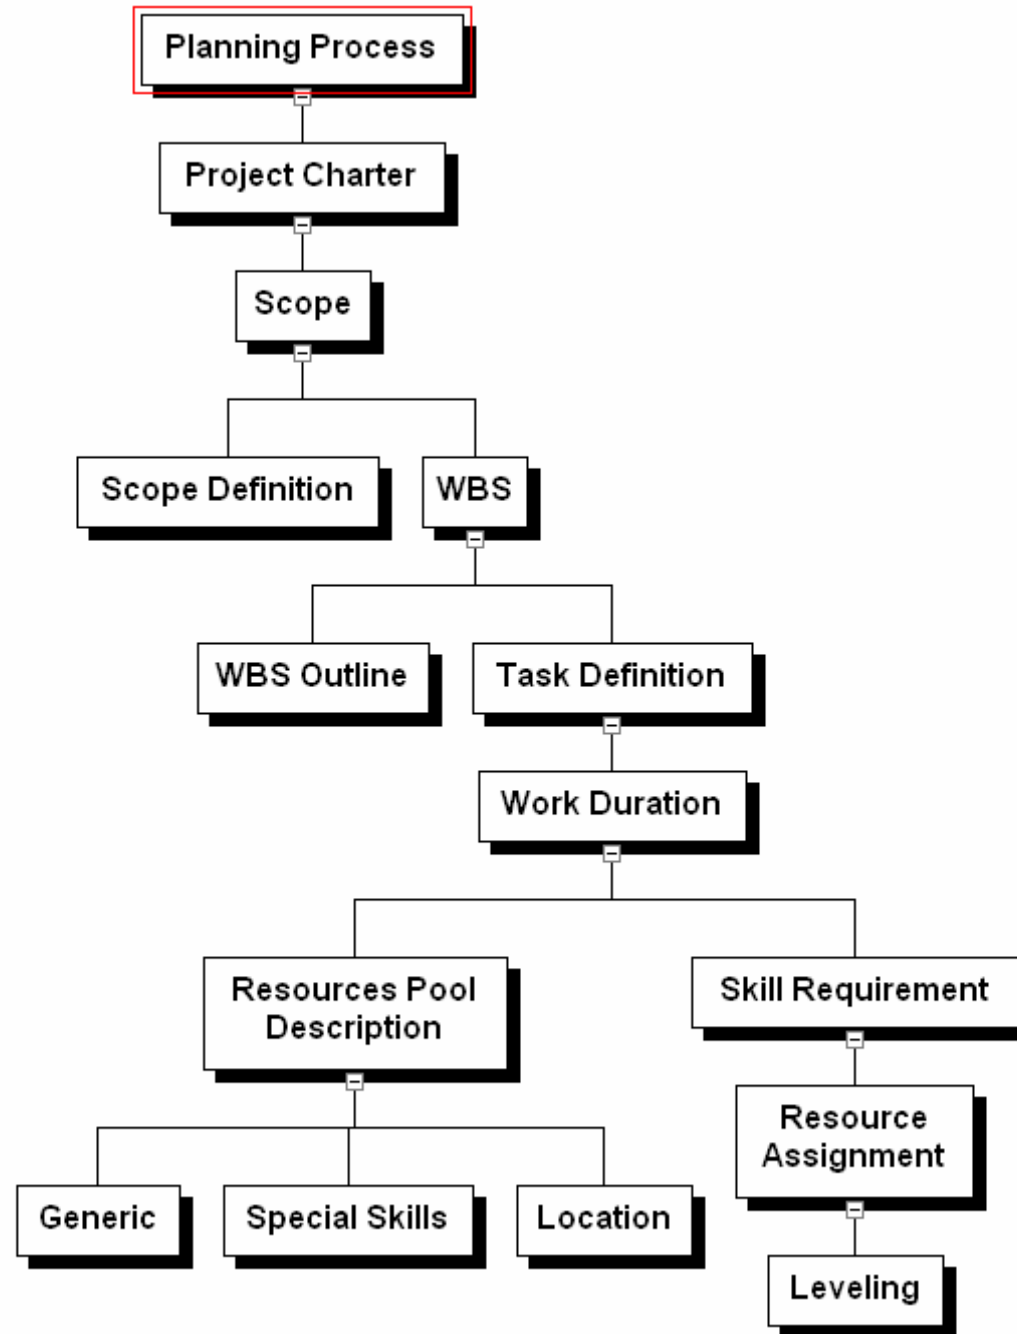 Planning Process
Project Charter
Scope
Scope Definition
WBS
WBS Outline
Task Definition
Work Duration
Resources Pool
Description
Skill Requirement
Resource
Assignment
Generic
Special Skills
Location
Leveling